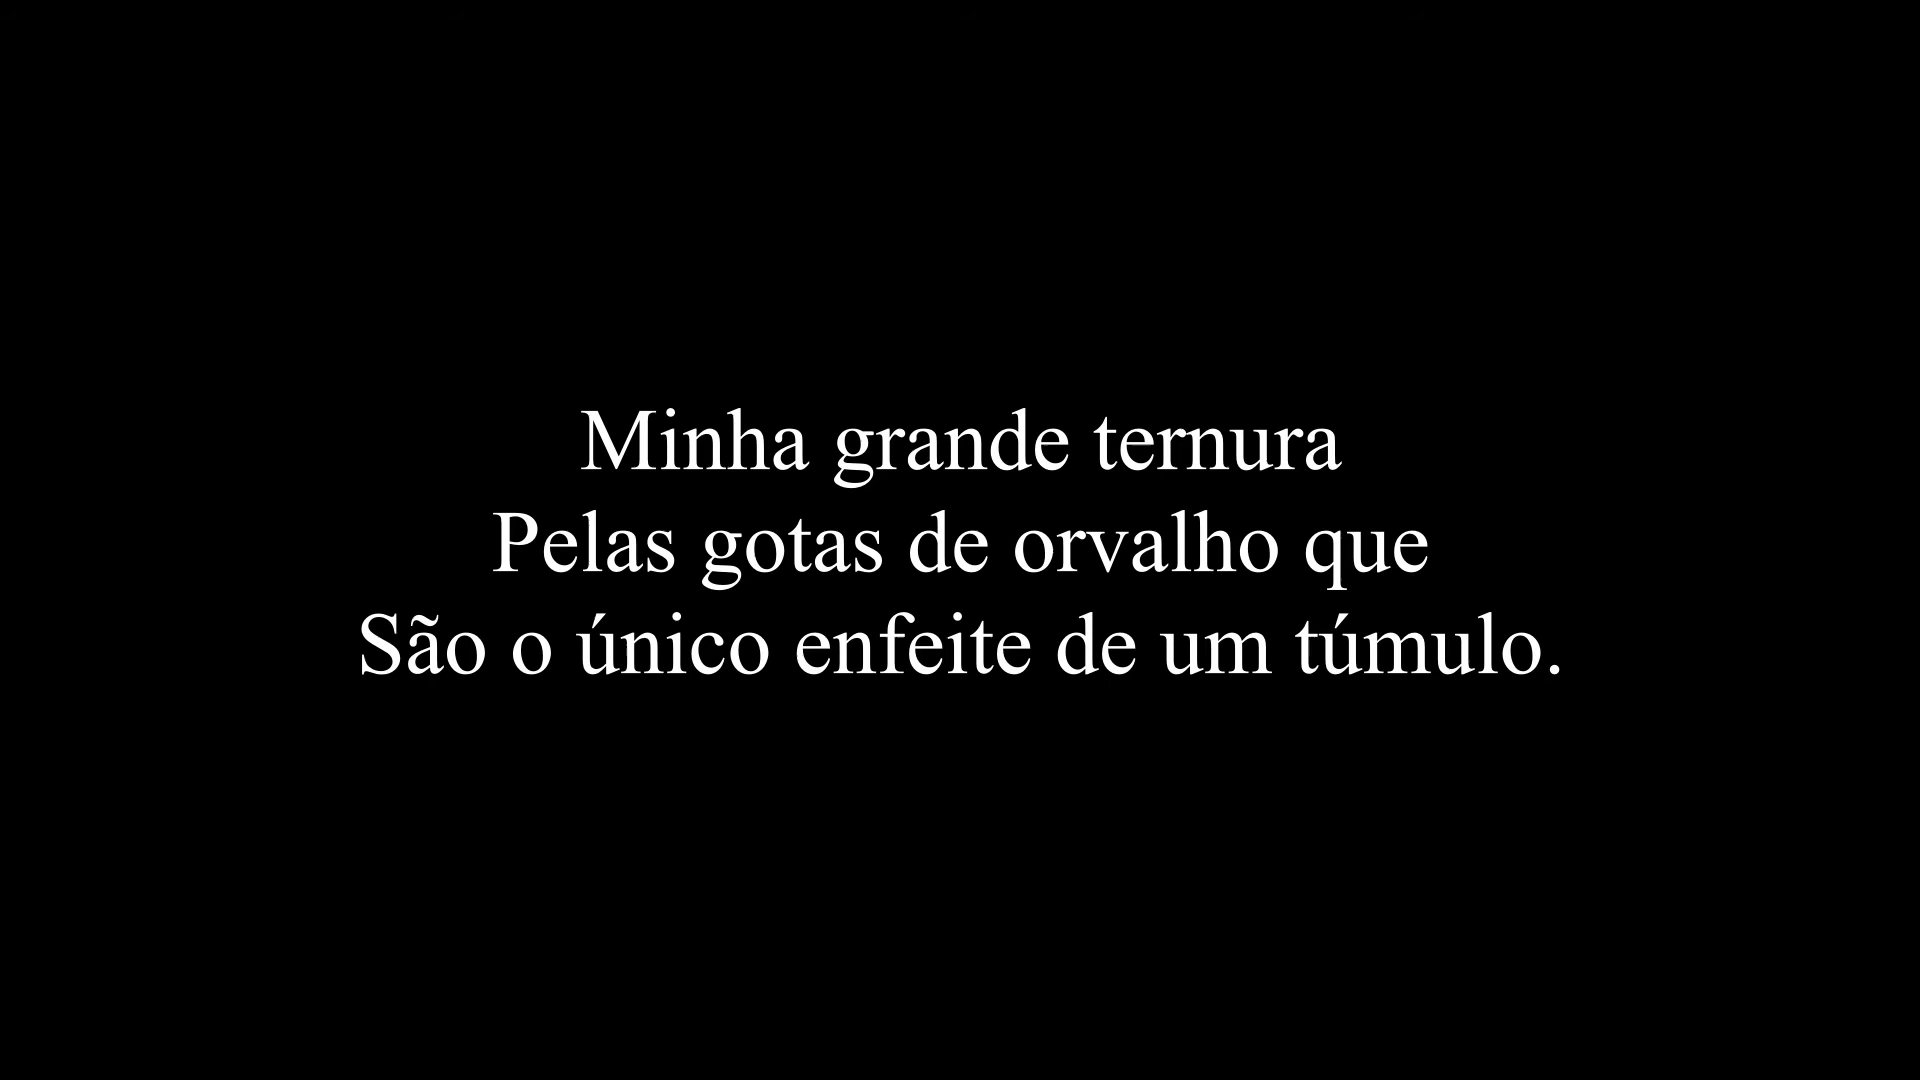 Minha grande ternura
Pelas gotas de orvalho que
São o único enfeite de um túmulo.